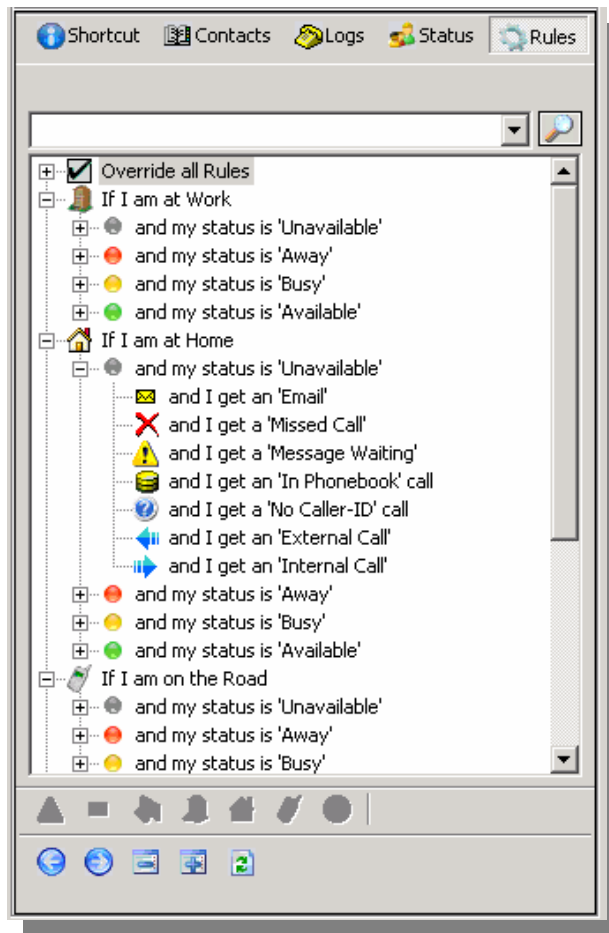 Shortcut Contacts Logs Status Rules
Override all Rules
If I am at Work
and my status is 'Unavailable'
and my status is 'Away'
and my status is 'Busy'
and my status is 'Available'
If I am at Home
and my status is 'Unavailable'
and I get an 'Email'
and I get a 'Missed Call'
and I get a 'Message Waiting'
and I get an 'In Phonebook' call
and I get a 'No Caller-ID' call
and I get an 'External Call'
and I get an 'Internal Call'
and my status is 'Away'
and my status is 'Busy'
and my status is 'Available'
If I am on the Road
and my status is 'Unavailable'
and my status is 'Away'
and my status is 'Busy'